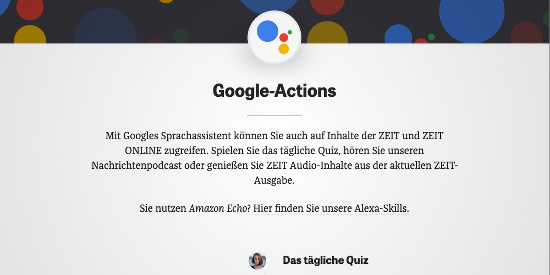 Google-Actions
Mit Googles Sprachassistent können Sie auch auf Inhalte der ZEIT und ZEIT
ONLINE zugreifen. Spielen Sie das tägliche Quiz, hören Sie unseren
Nachrichtenpodcast oder genießen Sie ZEIT Audio-Inhalte aus der aktuellen ZEIT-
Ausgabe.
Sie nutzen Amazon Echo? Hier finden Sie unsere Alexa-Skills.
Das tägliche Quiz